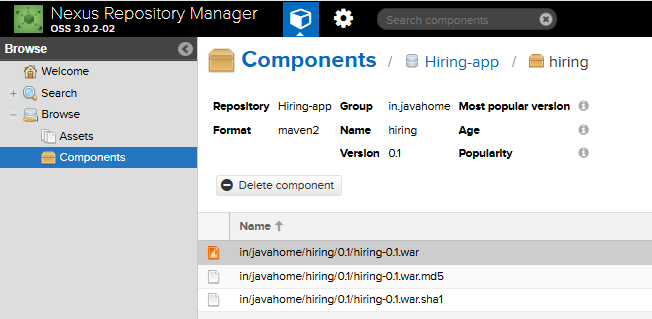 Nexus Repository Manager
OSS 3.0.2-02
Search components
Browse
Welcome
Search
Browse
Assets
Components
Components / Hiring-app / hiring
Repository Hiring-app Group in.javahome Most popular version
Format maven2 Name hiring Age
Version 0.1 Popularity
Delete component
Name
in/javahome/hiring/0.1/hiring-0.1.war
in/javahome/hiring/0.1/hiring-0.1.war.md5
in/javahome/hiring/0.1/hiring-0.1.war.sha1